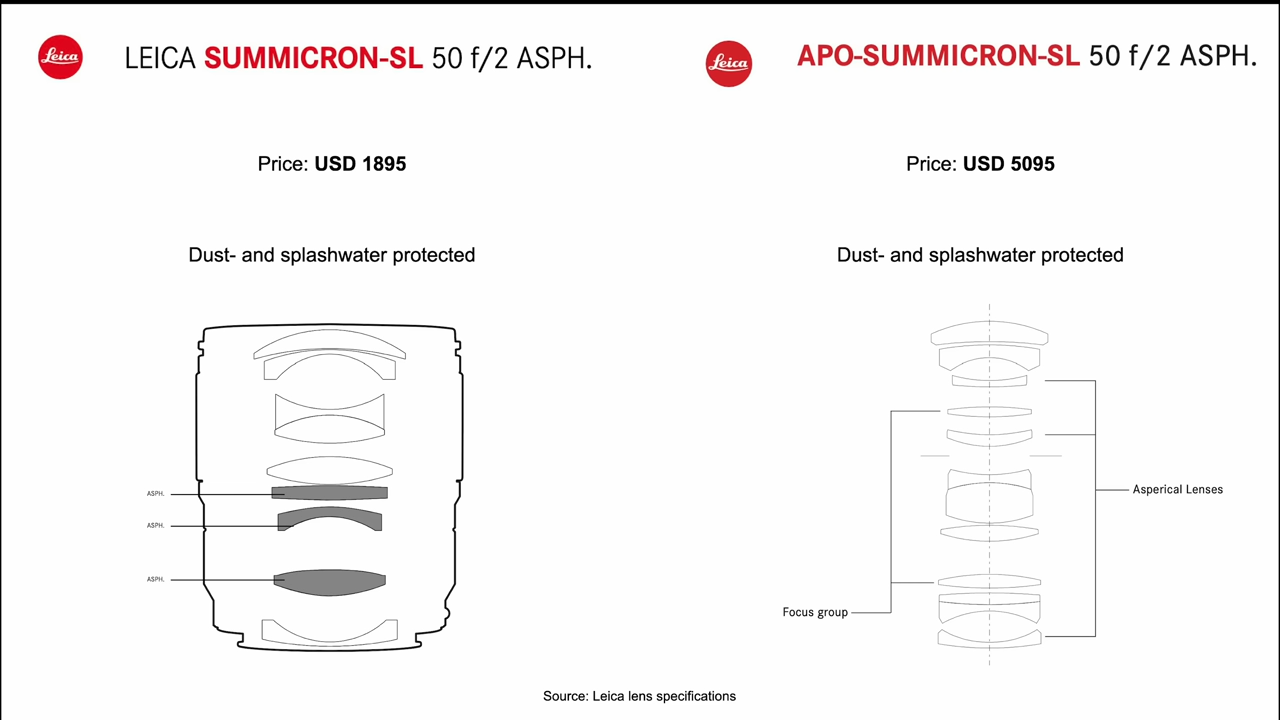 Leica LEICA SUMMICRON-SL 50 f/2 ASPH.
Leica APO-SUMMICRON-SL 50 f/2 ASPH.
Price: USD 1895
Price: USD 5095
Dust- and splashwater protected
Dust- and splashwater protected
ASPH.
ASPH.
ASPH.
Asperical Lenses
Focus group
Source: Leica lens specifications